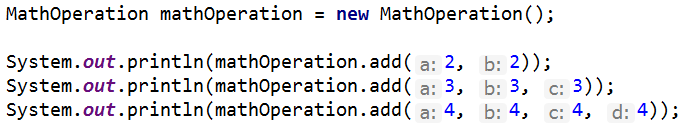 MathOperation mathOperation = new MathOperation();
System.out.println(mathOperation.add( a: 2, b: 2));
System.out.println(mathOperation.add( a: 3, b: 3, c: 3));
System.out.println(mathOperation.add( a: 4, b: 4, c: 4, d: 4));